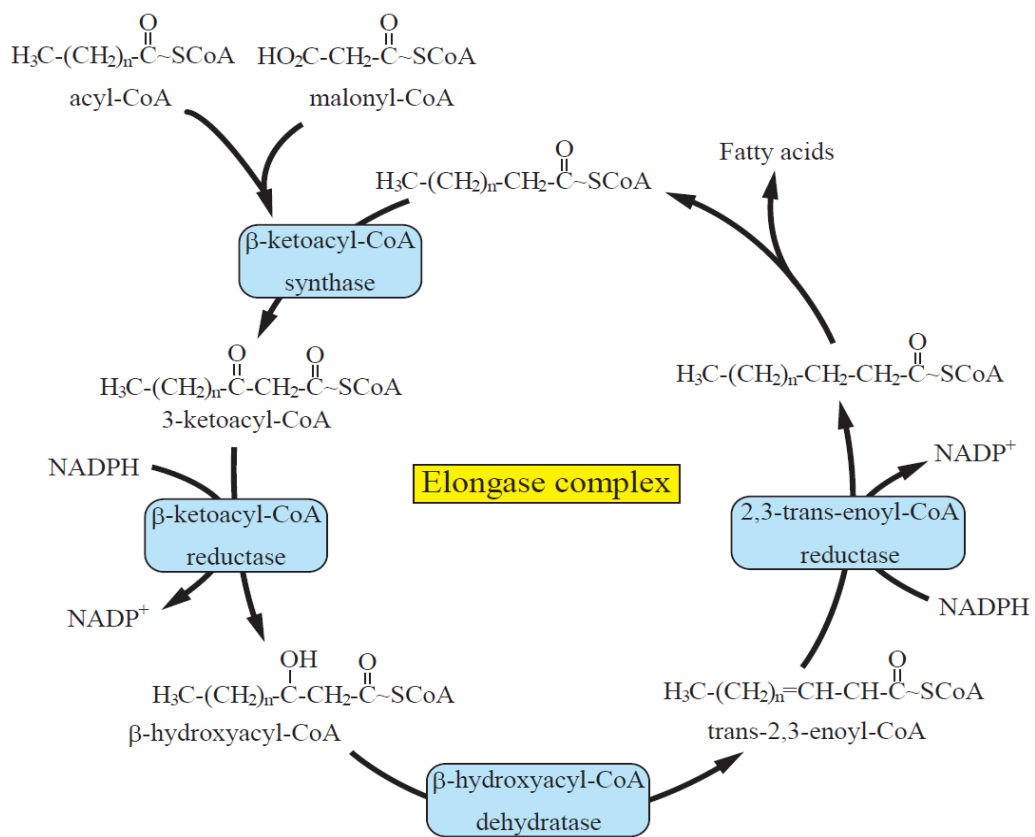 O
H₃C-(CH₂)ₙ-C~SCoA
acyl-CoA
O
HO₂C-CH₂-C~SCoA
malonyl-CoA
Fatty acids
O
H₃C-(CH₂)ₙ-CH₂-C~SCoA
β-ketoacyl-CoA
synthase
O O
H₃C-(CH₂)ₙC-CH₂-C~SCoA
3-ketoacyl-CoA
O
H₃C-(CH₂)ₙ-CH₂-CH₂-C~SCoA
NADPH
Elongase complex
NADP⁺
β-ketoacyl-CoA
reductase
2,3-trans-enoyl-CoA
reductase
NADP⁺
NADPH
OH O
H₃C-(CH₂)ₙC-CH₂-C~SCoA
β-hydroxyacyl-CoA
O
H₃C-(CH₂)ₙ=CH-CH-C~SCoA
trans-2,3-enoyl-CoA
β-hydroxyacyl-CoA
dehydratase